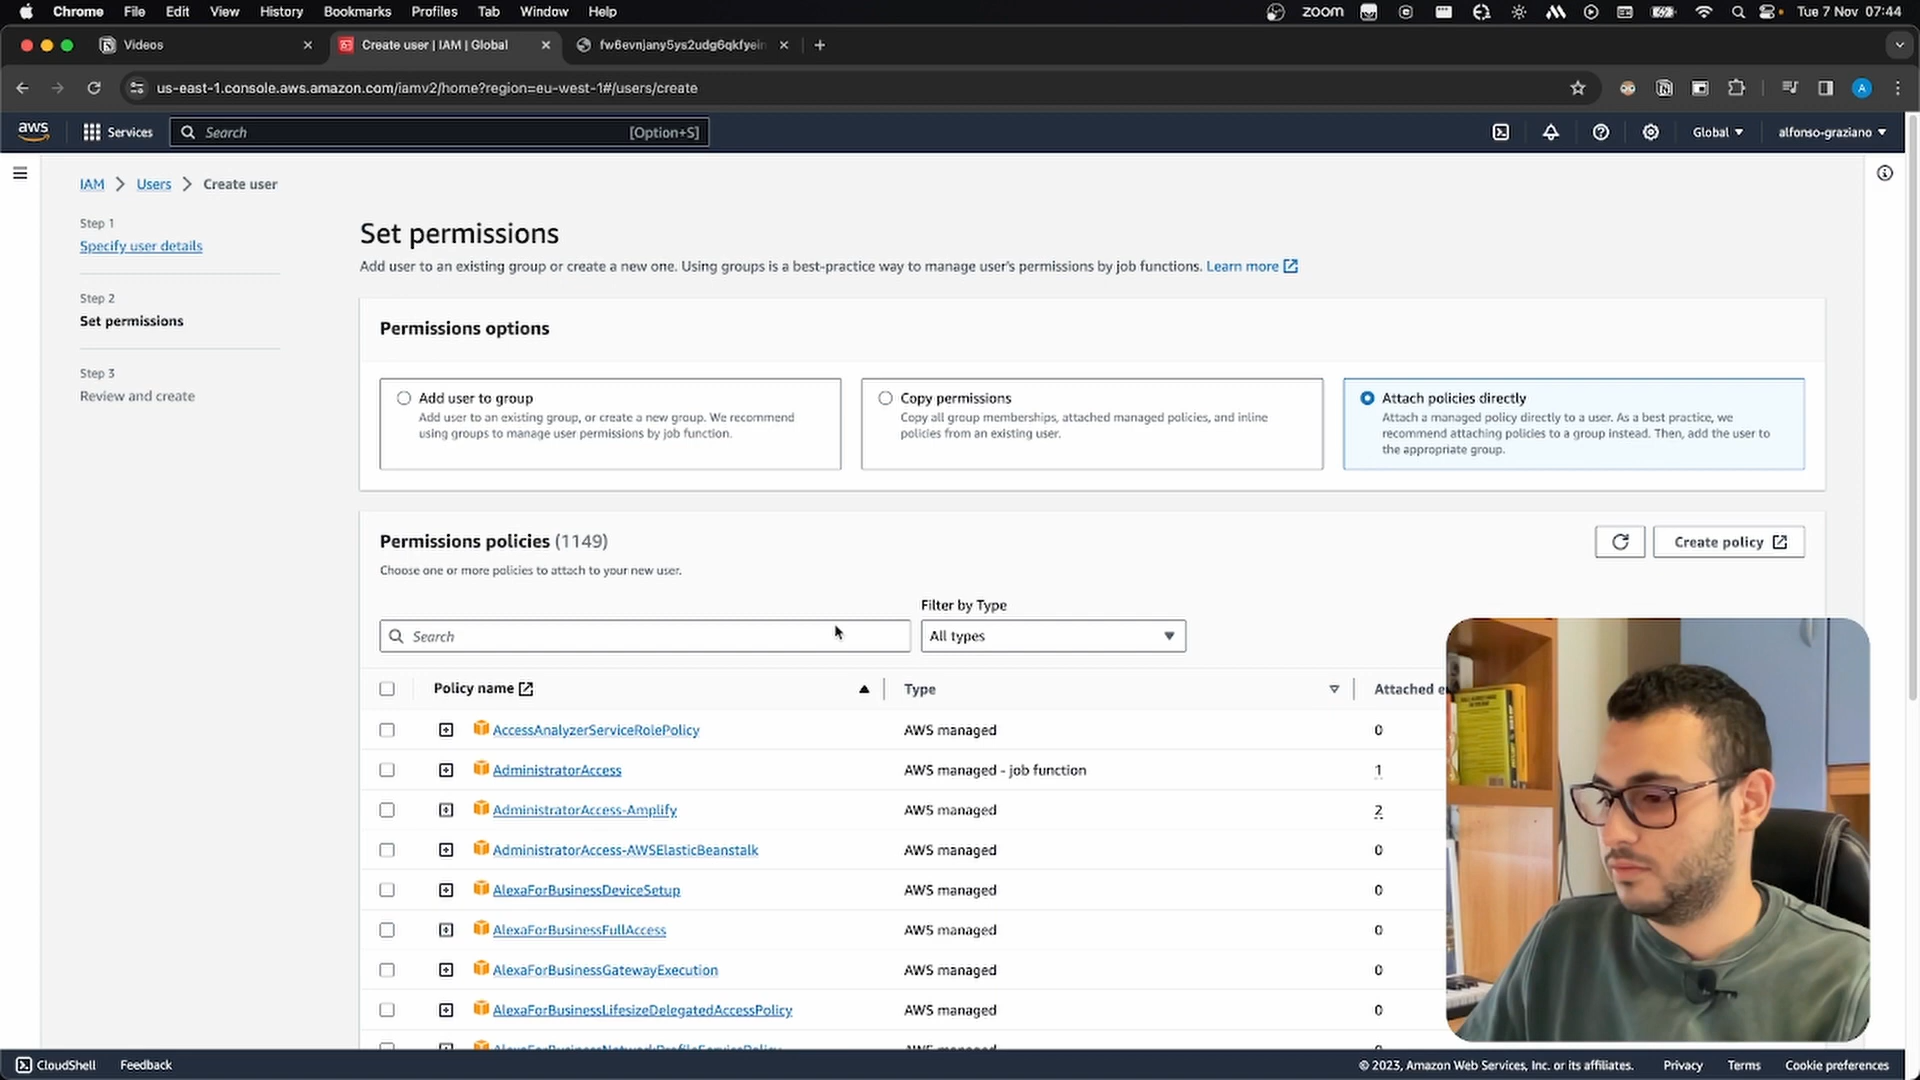 Chrome File Edit View History Bookmarks Profiles Tab Window Help zoom Tue 7 Nov 07:44
Videos Create user | IAM | Global
us-east-1.console.aws.amazon.com/iamv2/home?region=eu-west-1#/users/create A
aws Services Search [Option+S] Global alfonso-graziano
IAM Users Create user
Step 1
Specify user details
Step 2
Set permissions
Step 3
Review and create
Set permissions
Add user to an existing group or create a new one. Using groups is a best-practice way to manage user's permissions by job functions. Learn more
Permissions options
Add user to group
Add user to an existing group, or create a new group. We recommend
using groups to manage user permissions by job function.
Copy permissions
Copy all group memberships, attached managed policies, and inline
policies from an existing user.
Attach policies directly
Attach a managed policy directly to a user. As a best practice, we
recommend attaching policies to a group instead. Then, add the user to
the appropriate group.
Permissions policies (1149)
Choose one or more policies to attach to your new user.
Create policy
Filter by Type
Search All types
Policy name Type Attached
AccessAnalyzerServiceRolePolicy AWS managed 0
AdministratorAccess AWS managed - job function 1
AdministratorAccess-Amplify AWS managed 2
AdministratorAccess-AWSElasticBeanstalk AWS managed 0
AlexaForBusinessDeviceSetup AWS managed 0
AlexaForBusinessFullAccess AWS managed 0
AlexaForBusinessGatewayExecution AWS managed 0
AlexaForBusinessLifesizeDelegatedAccessPolicy AWS managed 0
CloudShell Feedback © 2023, Amazon Web Services, Inc. or its affiliates. Privacy Terms Cookie preferences